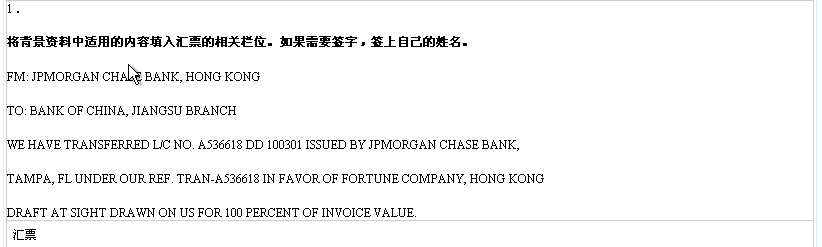 1．
将背景资料中适用的内容填入汇票的相关栏位。如果需要签字，签上自己的姓名。
FM: JPMORGAN CHASE BANK, HONG KONG
TO: BANK OF CHINA, JIANGSU BRANCH
WE HAVE TRANSFERRED L/C NO. A536618 DD 100301 ISSUED BY JPMORGAN CHASE BANK,
TAMPA, FL UNDER OUR REF. TRAN-A536618 IN FAVOR OF FORTUNE COMPANY, HONG KONG
DRAFT AT SIGHT DRAWN ON US FOR 100 PERCENT OF INVOICE VALUE.
汇票